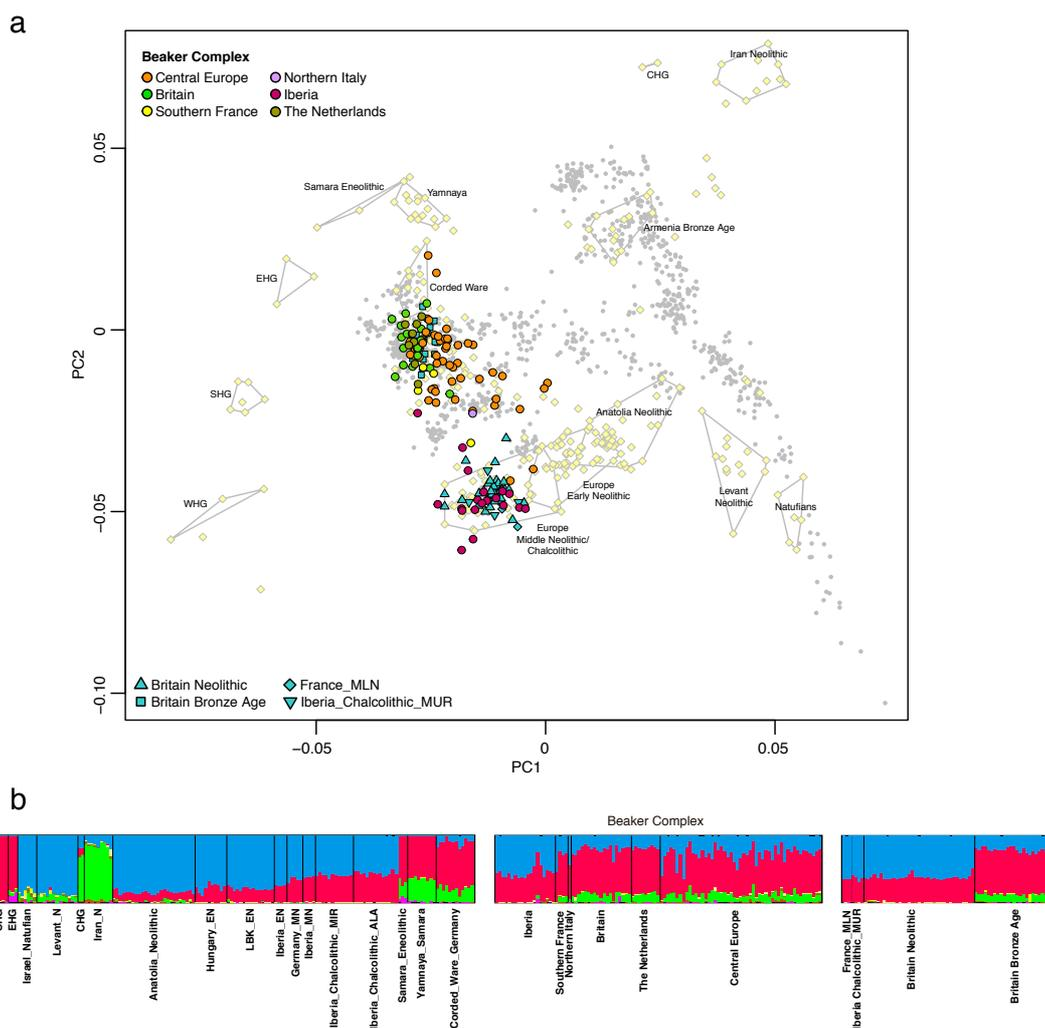 a
Beaker Complex
Central Europe
Northern Italy
Britain
Iberia
Southern France
The Netherlands
Iran Neolithic
CHG
0.05
Samara Eneolithic
Yamnaya
Armenia Bronze Age
EHG
Corded Ware
0
PC2
SHG
Anatolia Neolithic
WHG
Europe
Early Neolithic
Levant
Neolithic
Natufians
−0.05
Europe
Middle Neolithic/
Chalcolithic
Britain Neolithic
France_MLN
Britain Bronze Age
Iberia_Chalcolithic_MUR
−0.10
−0.05
0
0.05
PC1
b
Beaker Complex
EHG
Israel_Natufian
Levant_N
CHG
Iran_N
Anatolia_Neolithic
Hungary_EN
LBK_EN
Iberia_EN
Germany_MN
Iberia_MN
Iberia_Chalcolithic_MIR
Iberia_Chalcolithic_ALA
Samara_Eneolithic
Yamnaya_Samara
Corded_Ware_Germany
Iberia
Southern France
Northern Italy
Britain
The Netherlands
Central Europe
France_MLN
Iberia Chalcolithic_MUR
Britain Neolithic
Britain Bronze Age